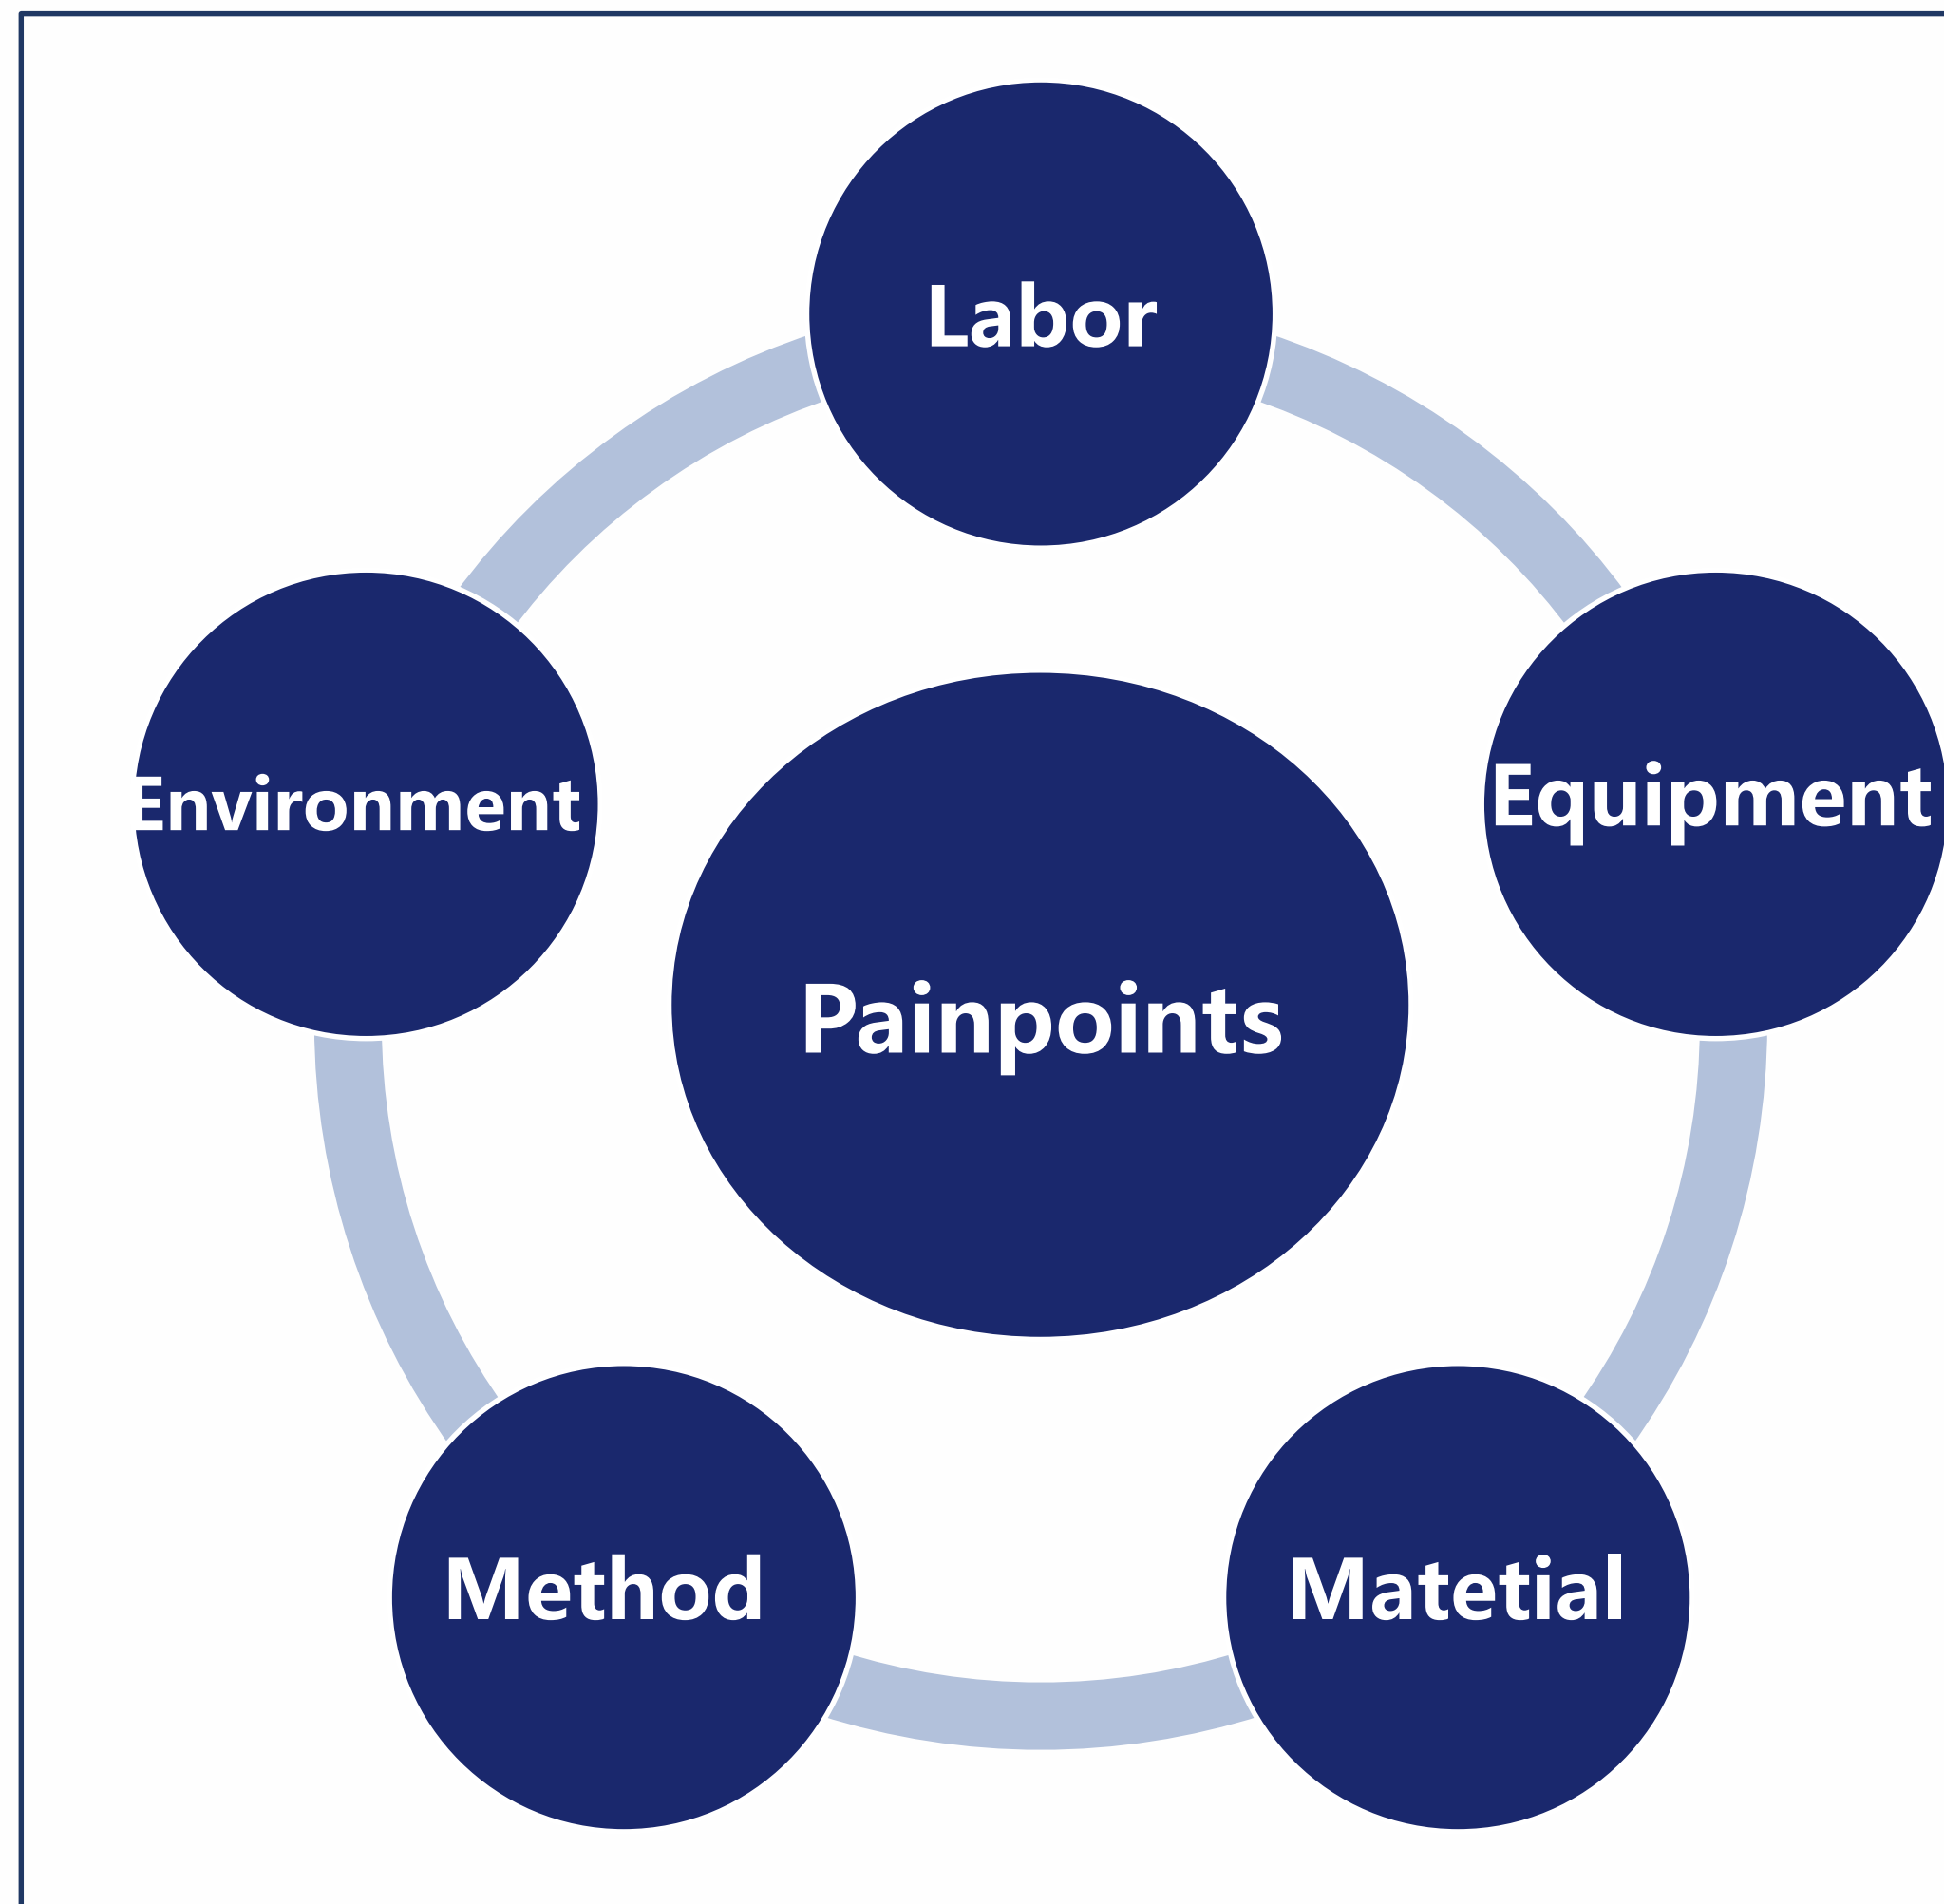 Labor
Environment
Equipment
Painpoints
Method
Matetial